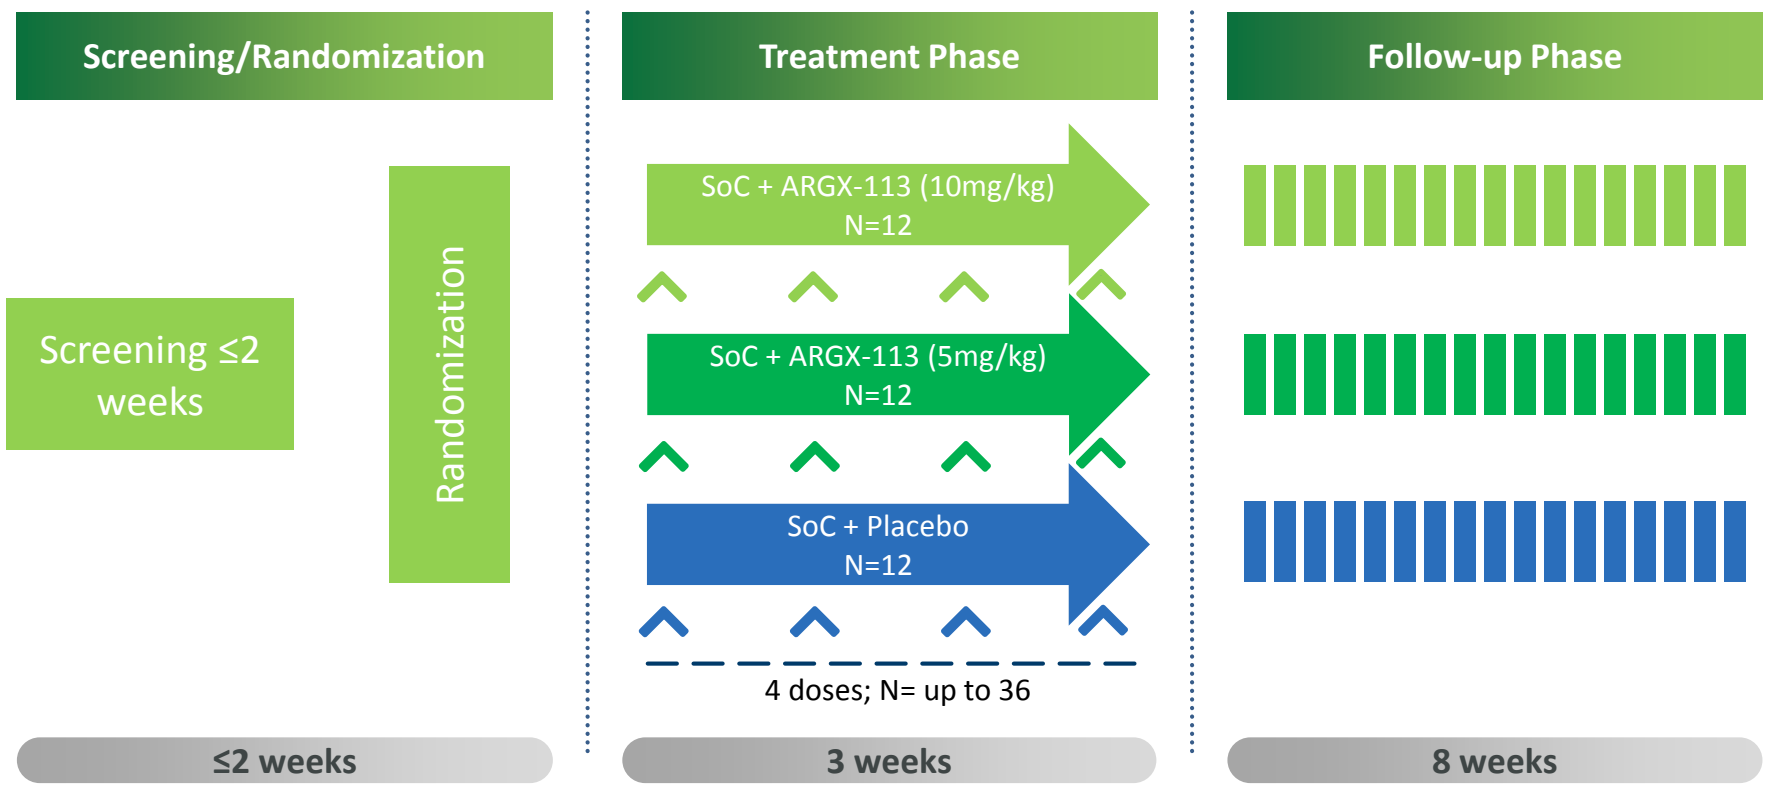 Screening/Randomization
Screening ≤2
weeks
Randomization
≤2 weeks
Treatment Phase
SoC + ARGX-113 (10mg/kg)
N=12
SoC + ARGX-113 (5mg/kg)
N=12
SoC + Placebo
N=12
4 doses; N= up to 36
3 weeks
Follow-up Phase
8 weeks